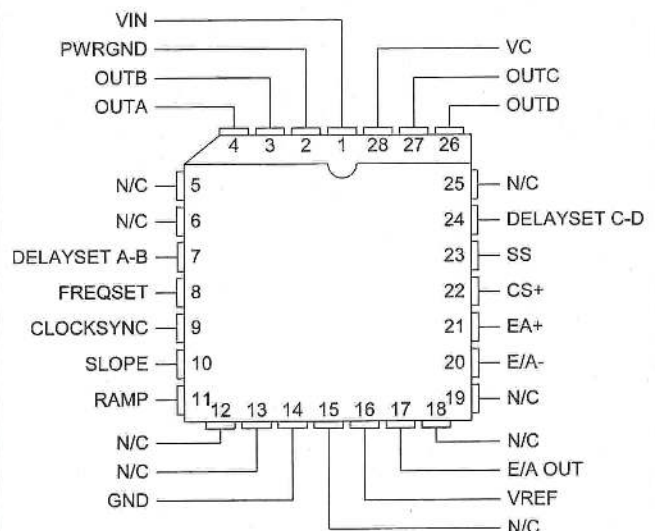 VIN
PWRGND
OUTB
OUTA
VC
OUTC
OUTD
4 3 2 1 28 27 26
N/C 5
N/C 6
DELAYSET A-B 7
FREQSET 8
CLOCKSYNC 9
SLOPE 10
RAMP 11
25 N/C
24 DELAYSET C-D
23 SS
22 CS+
21 EA+
20 E/A-
19 N/C
12 13 14 15 16 17 18
N/C
N/C
GND
N/C
E/A OUT
VREF
N/C